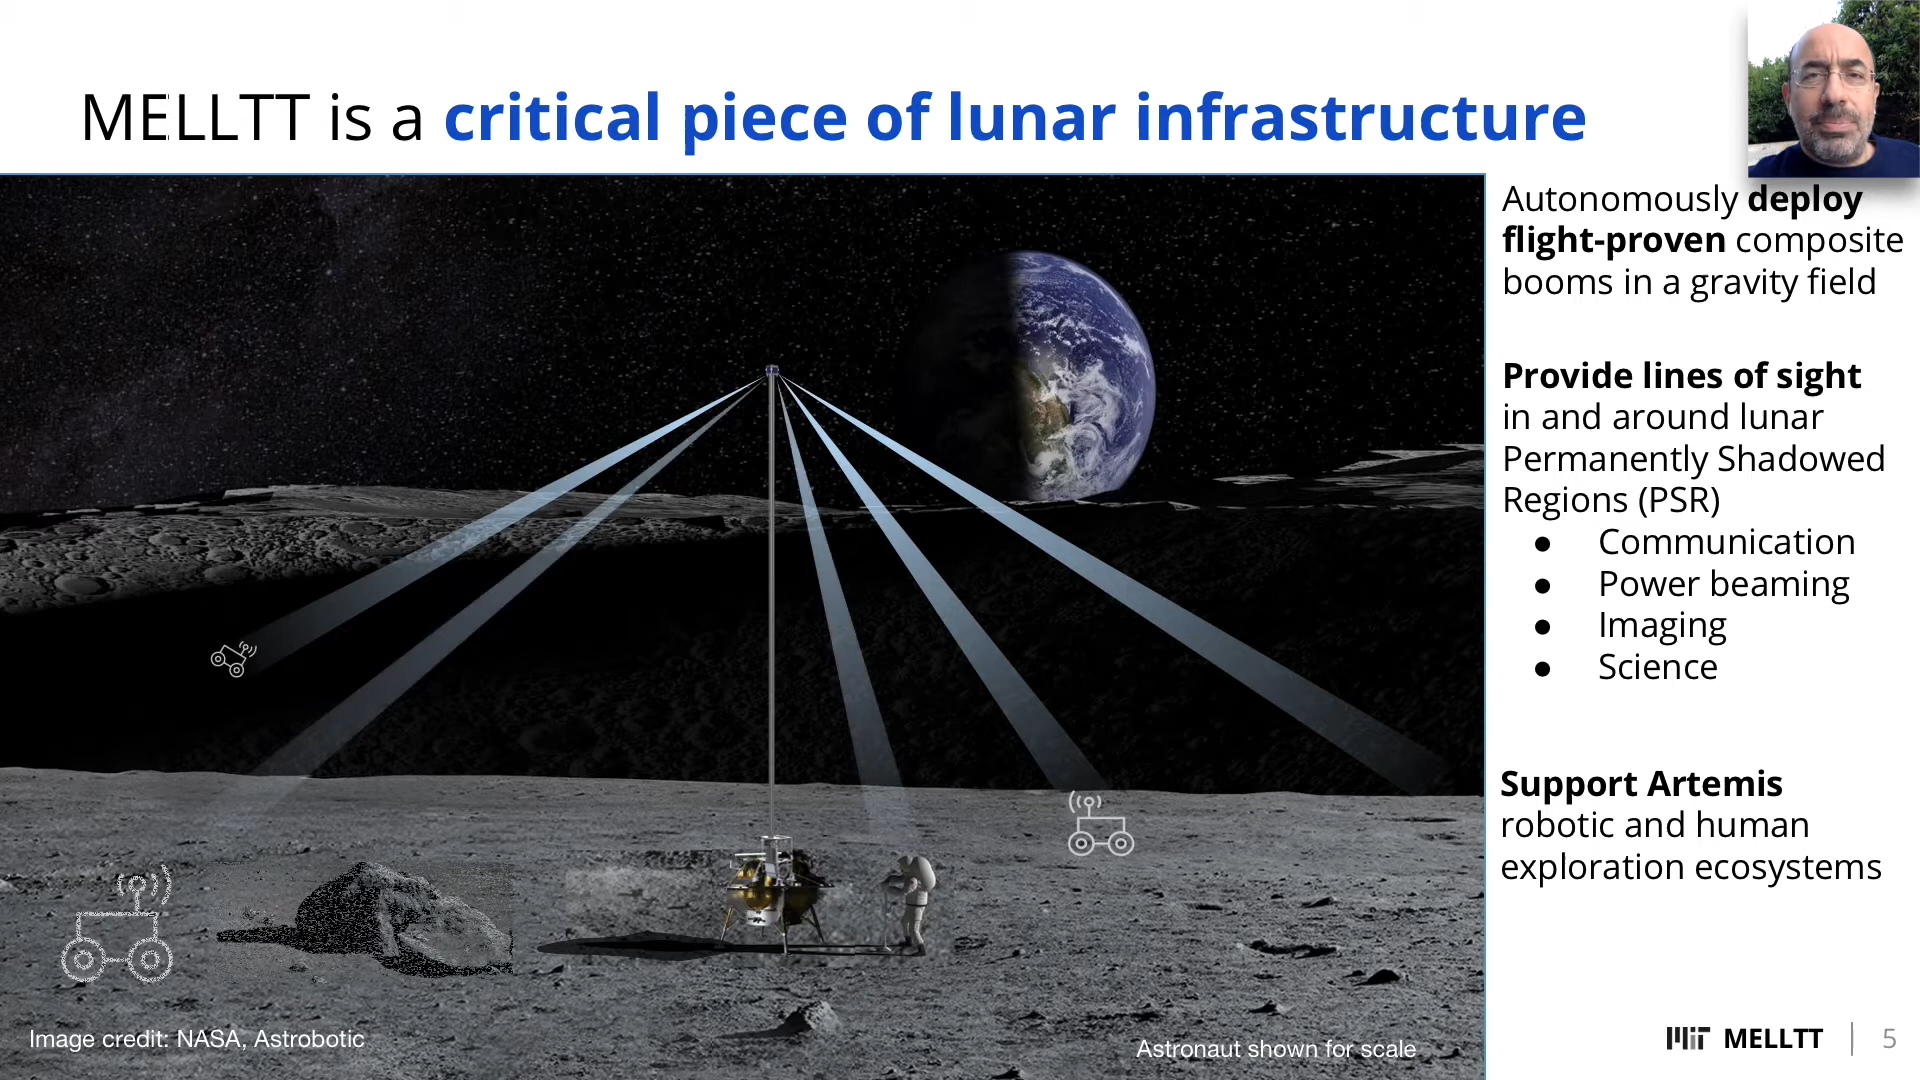 MELLTT is a critical piece of lunar infrastructure
Autonomously deploy
flight-proven composite
booms in a gravity field
Provide lines of sight
in and around lunar
Permanently Shadowed
Regions (PSR)
● Communication
● Power beaming
● Imaging
● Science
Support Artemis
robotic and human
exploration ecosystems
Image credit: NASA, Astrobotic
Astronaut shown for scale
MIT MELLTT | 5